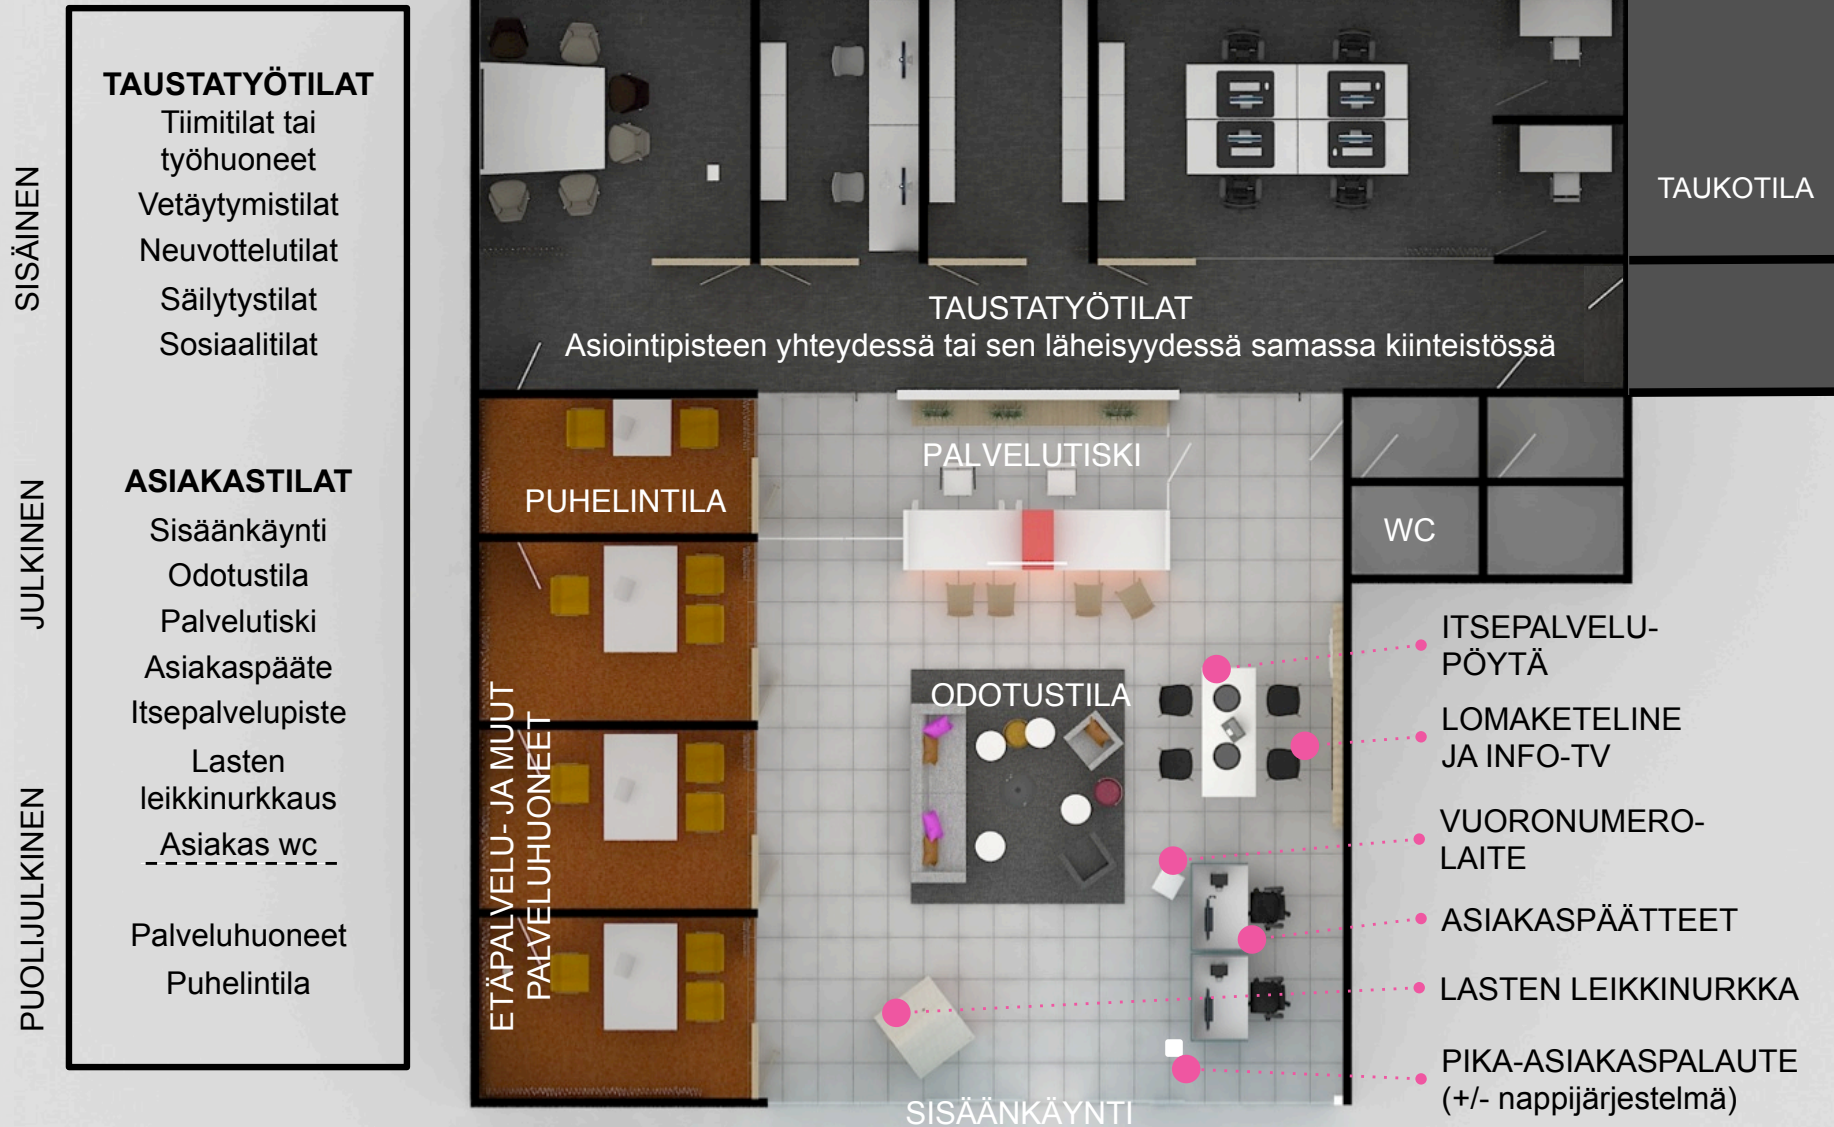 SISÄINEN
JULKINEN
PUOLIJULKINEN
TAUSTATYÖTILAT
Tiimitilat tai
työhuoneet
Vetäytymistilat
Neuvottelutilat
Säilytystilat
Sosiaalitilat
ASIAKASTILAT
Sisäänkäynti
Odotustila
Palvelutiski
Asiakaspääte
Itsepalvelupiste
Lasten
leikkinurkkaus
Asiakas wc
Palveluhuoneet
Puhelintila
TAUKOTILA
TAUSTATYÖTILAT
Asiointipisteen yhteydessä tai sen läheisyydessä samassa kiinteistössä
PALVELUTISKI
PUHELINTILA
WC
ODOTUSTILA
ETÄPALVELU- JA MUUT
PALVELUHUONEET
SISÄÄNKÄYNTI
ITSEPALVELU-
PÖYTÄ
LOMAKETELINE
JA INFO-TV
VUORONUMERO-
LAITE
ASIAKASPÄÄTTEET
LASTEN LEIKKINURKKA
PIKA-ASIAKASPALAUTE
(+/- nappijärjestelmä)